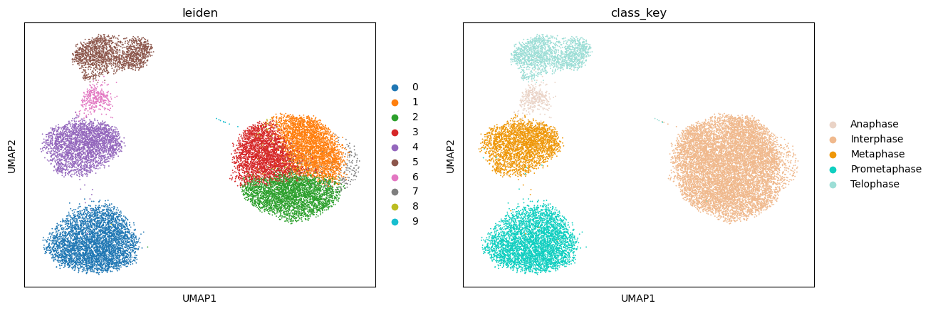 leiden
UMAP2
UMAP1
0
1
2
3
4
5
6
7
8
9
class_key
UMAP2
UMAP1
Anaphase
Interphase
Metaphase
Prometaphase
Telophase